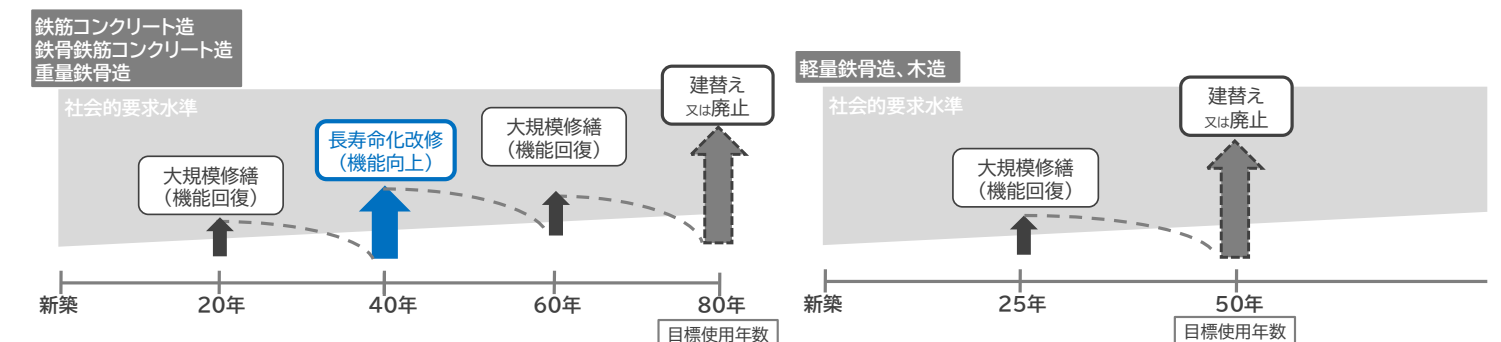 鉄筋コンクリート造
鉄骨鉄筋コンクリート造
重量鉄骨造
社会的要求水準
大規模修繕
（機能回復）
長寿命化改修
（機能向上）
大規模修繕
（機能回復）
建替え
又は廃止
新築
20年
40年
60年
80年
目標使用年数
軽量鉄骨造、木造
社会的要求水準
大規模修繕
（機能回復）
建替え
又は廃止
新築
25年
50年
目標使用年数